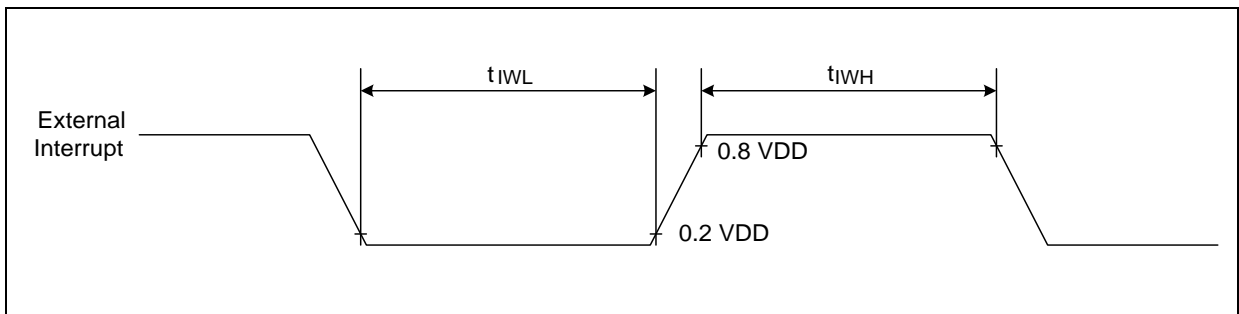 t IWL
tIWH
External
Interrupt
0.8 VDD
0.2 VDD